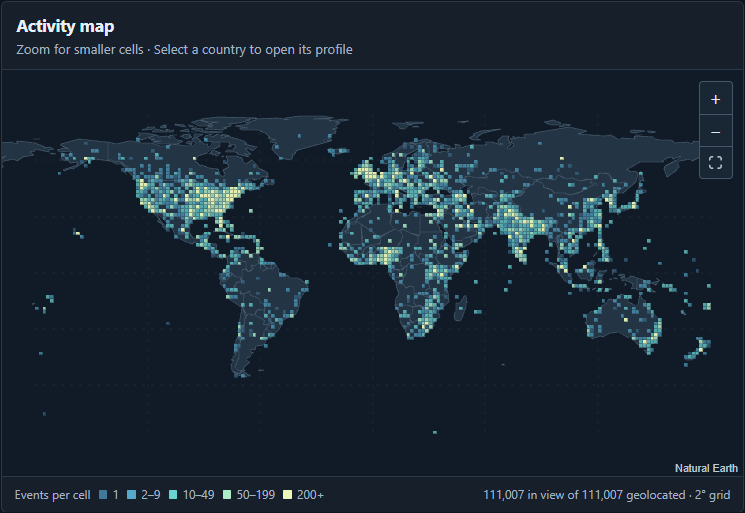 Activity map
Zoom for smaller cells · Select a country to open its profile
+
−
Natural Earth
Events per cell 1 2–9 10–49 50–199 200+ 111,007 in view of 111,007 geolocated · 2° grid